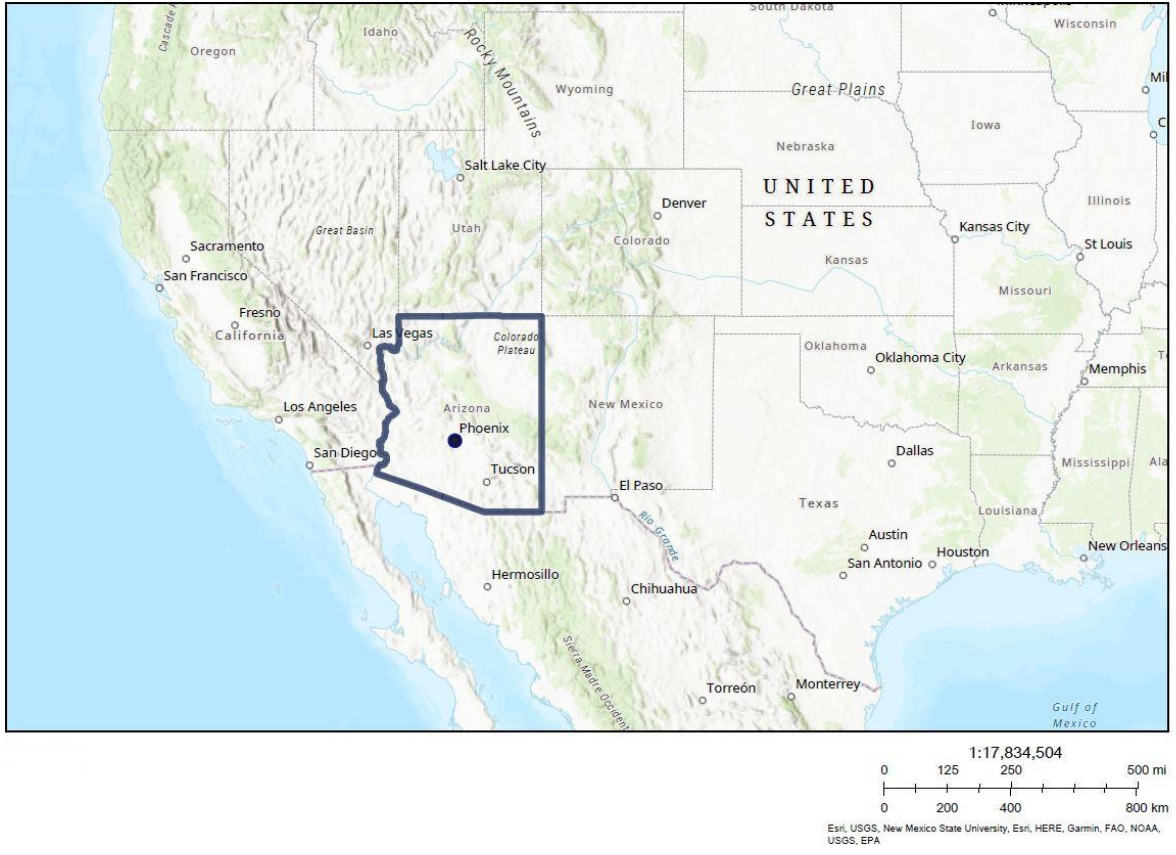 South Dakota
Wisconsin
Cascade
Oregon
Idaho
Rocky Mountains
Wyoming
Great Plains
Mil
Iowa
C
Nebraska
Salt Lake City
UNITED
STATES
Illinois
Denver
Great Basin
Utah
Colorado
Kansas City
Sacramento
Kansas
St Louis
San Francisco
Missouri
Fresno
California
Las Vegas
Colorado
Plateau
Oklahoma
Oklahoma City
Arkansas
Memphis
Los Angeles
Arizona
New Mexico
Phoenix
San Diego
Tucson
Dallas
Mississippi
Ala
El Paso
Texas
Louisiana
Rio Grande
Austin
Houston
New Orleans
San Antonio
Hermosillo
Chihuahua
Sierra Madre Occident
Torreón
Monterrey
Gulf of
Mexico
1:17,834,504
0 125 250 500 mi
0 200 400 800 km
Esri, USGS, New Mexico State University, Esri, HERE, Garmin, FAO, NOAA,
USGS, EPA